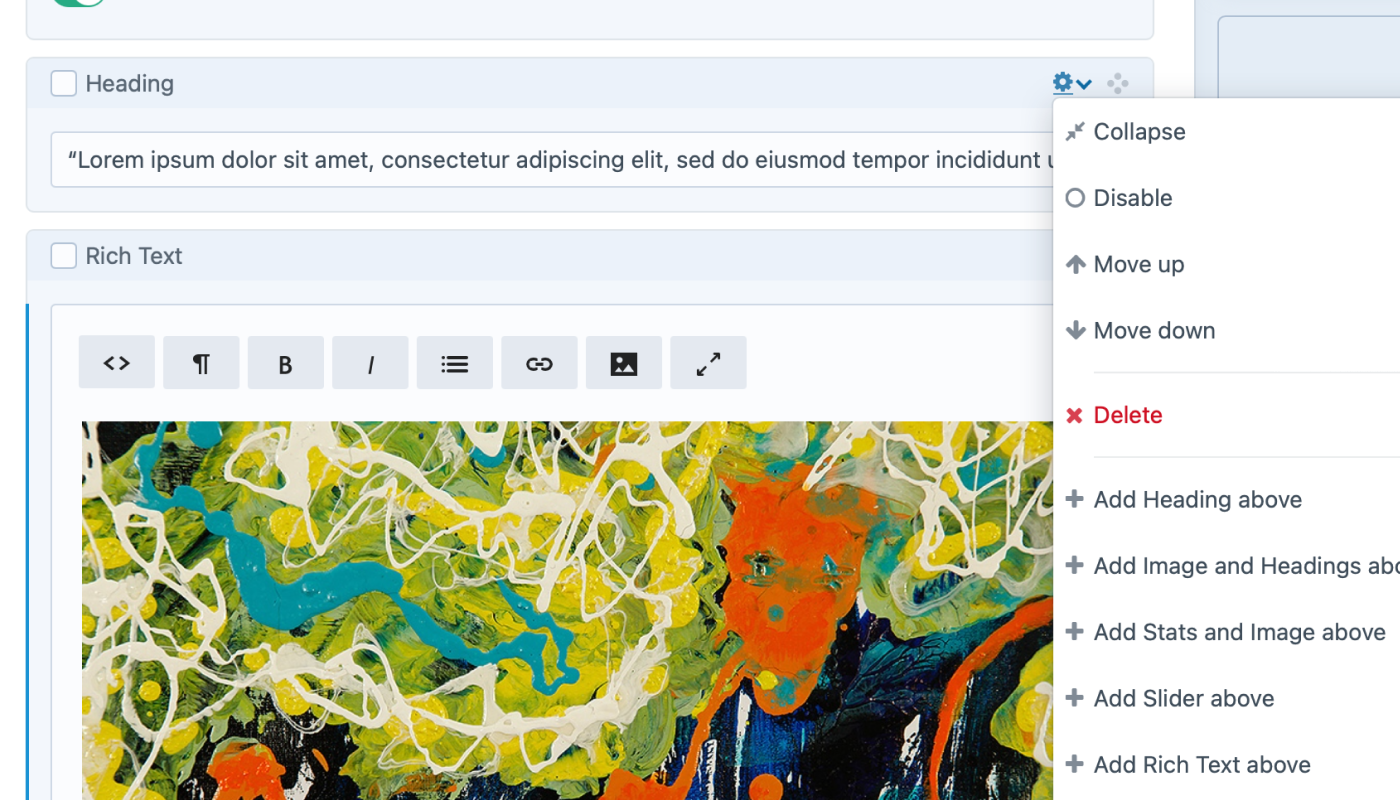 Heading
“Lorem ipsum dolor sit amet, consectetur adipiscing elit, sed do eiusmod tempor incididunt
Rich Text
B
I
Collapse
Disable
Move up
Move down
Delete
Add Heading above
Add Image and Headings
Add Stats and Image above
Add Slider above
Add Rich Text above